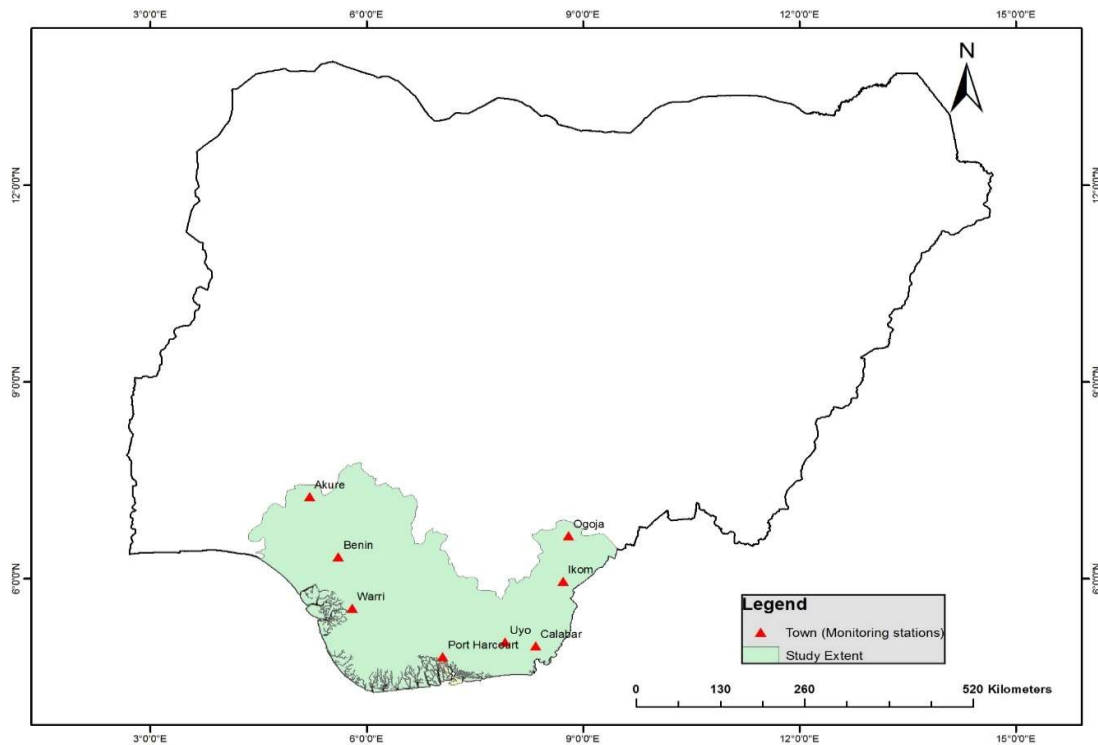 3°0'0"E 6°0'0"E 9°0'0"E 12°0'0"E 15°0'0"E
N
12°0'0"N 12°0'0"N
9°0'0"N 9°0'0"N
Akure
Ogoja
Benin
Ikom
6°0'0"N 6°0'0"N
Warri
Legend
Town (Monitoring stations)
Study Extent
Uyo
Calabar
Port Harcourt
0 130 260 520 Kilometers
3°0'0"E 6°0'0"E 9°0'0"E 12°0'0"E 15°0'0"E